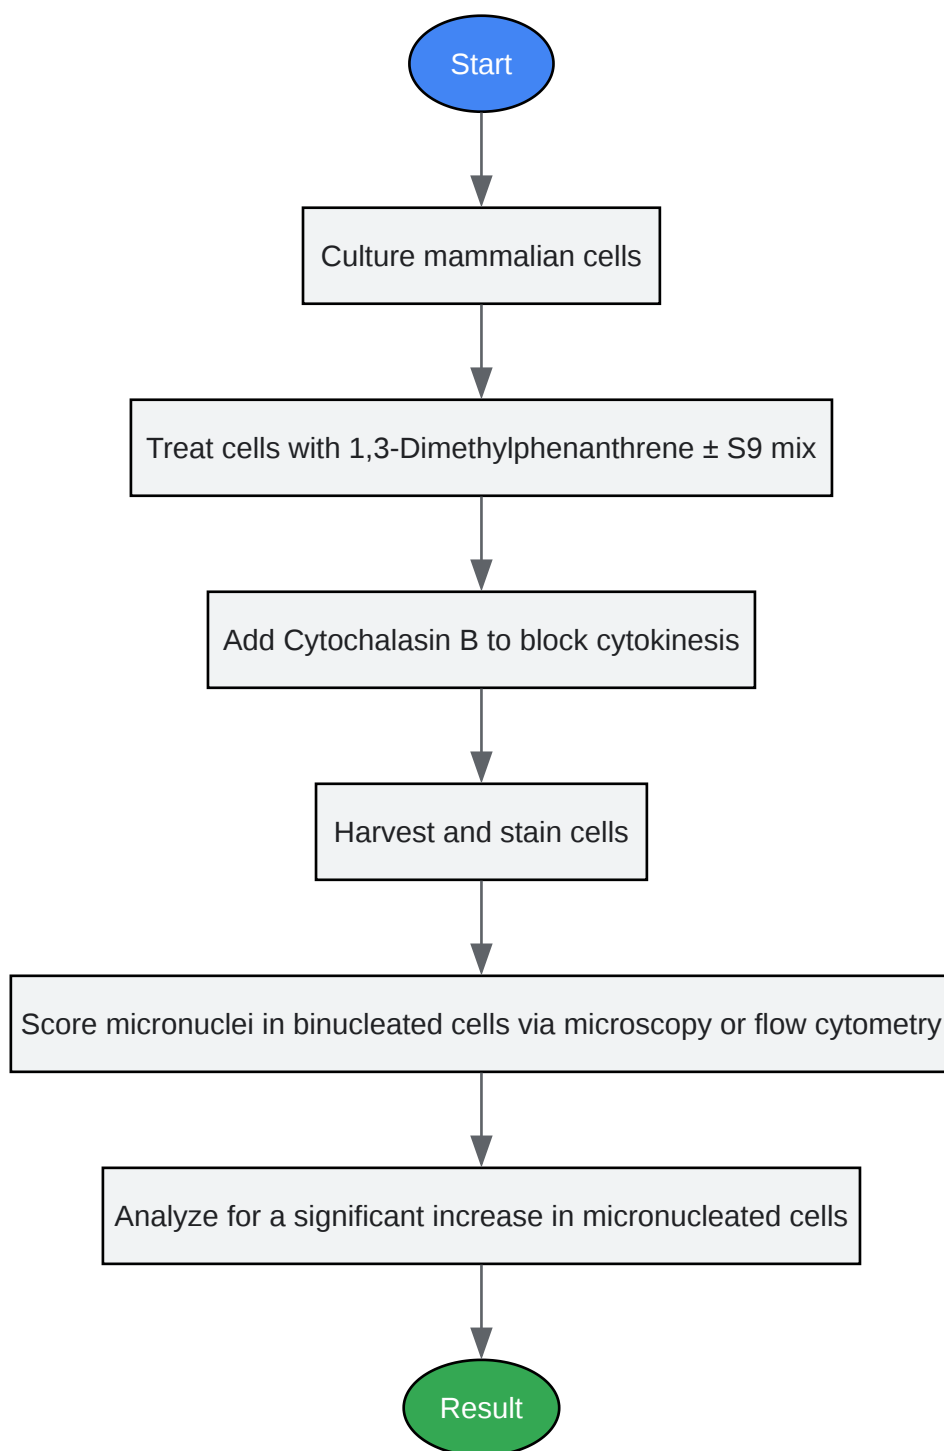 Start
Culture mammalian cells
Treat cells with 1,3-Dimethylphenanthrene ± S9 mix
Add Cytochalasin B to block cytokinesis
Harvest and stain cells
Score micronuclei in binucleated cells via microscopy or flow cytometry
Analyze for a significant increase in micronucleated cells
Result